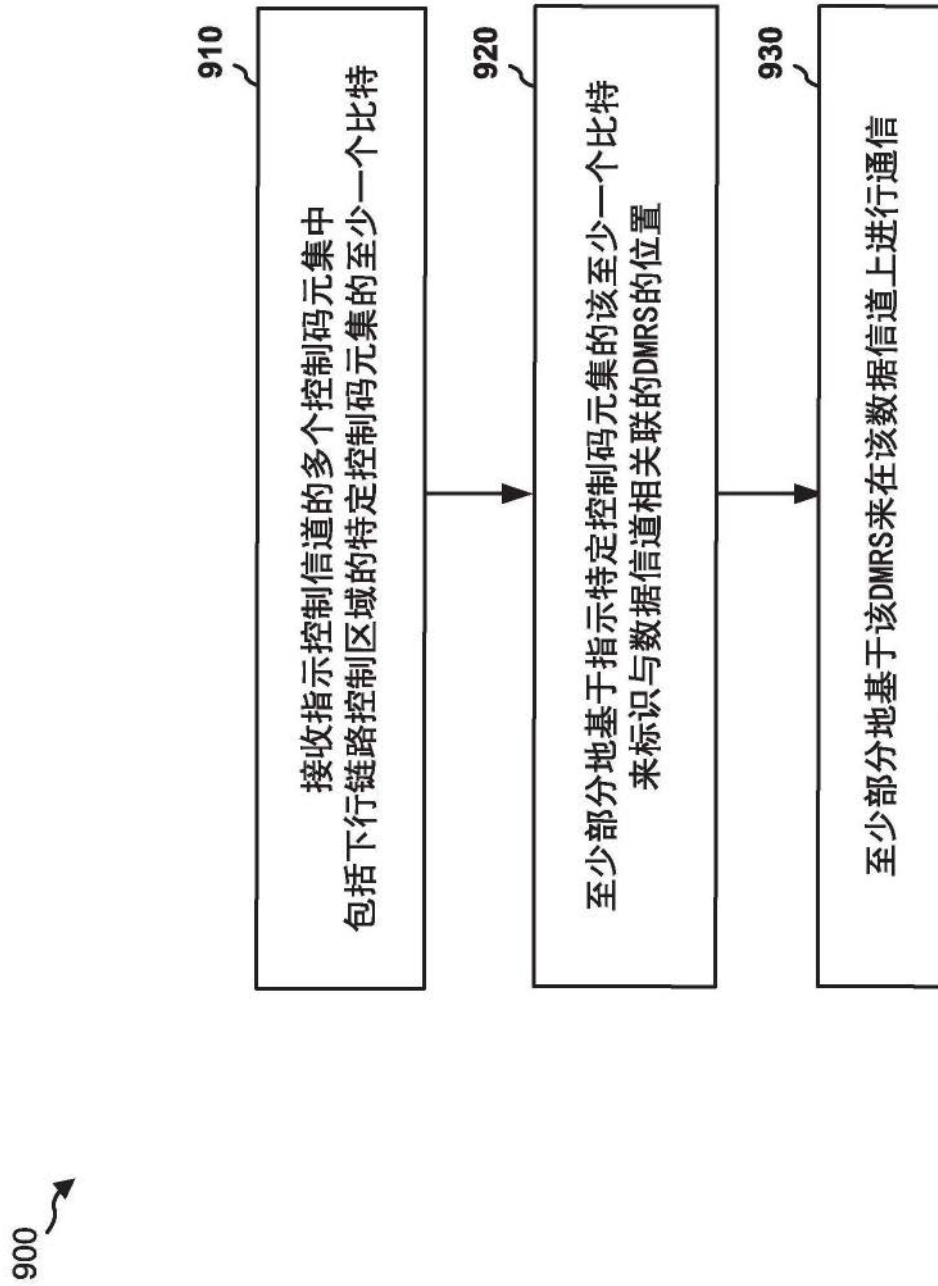 900
910
接收指示控制信道的多个控制码元集中
包括下行链路控制区域的特定控制码元集的至少一个比特
920
至少部分地基于指示特定控制码元集的该至少一个比特
来标识与数据信道相关联的DMRS的位置
930
至少部分地基于该DMRS来在该数据信道上进行通信